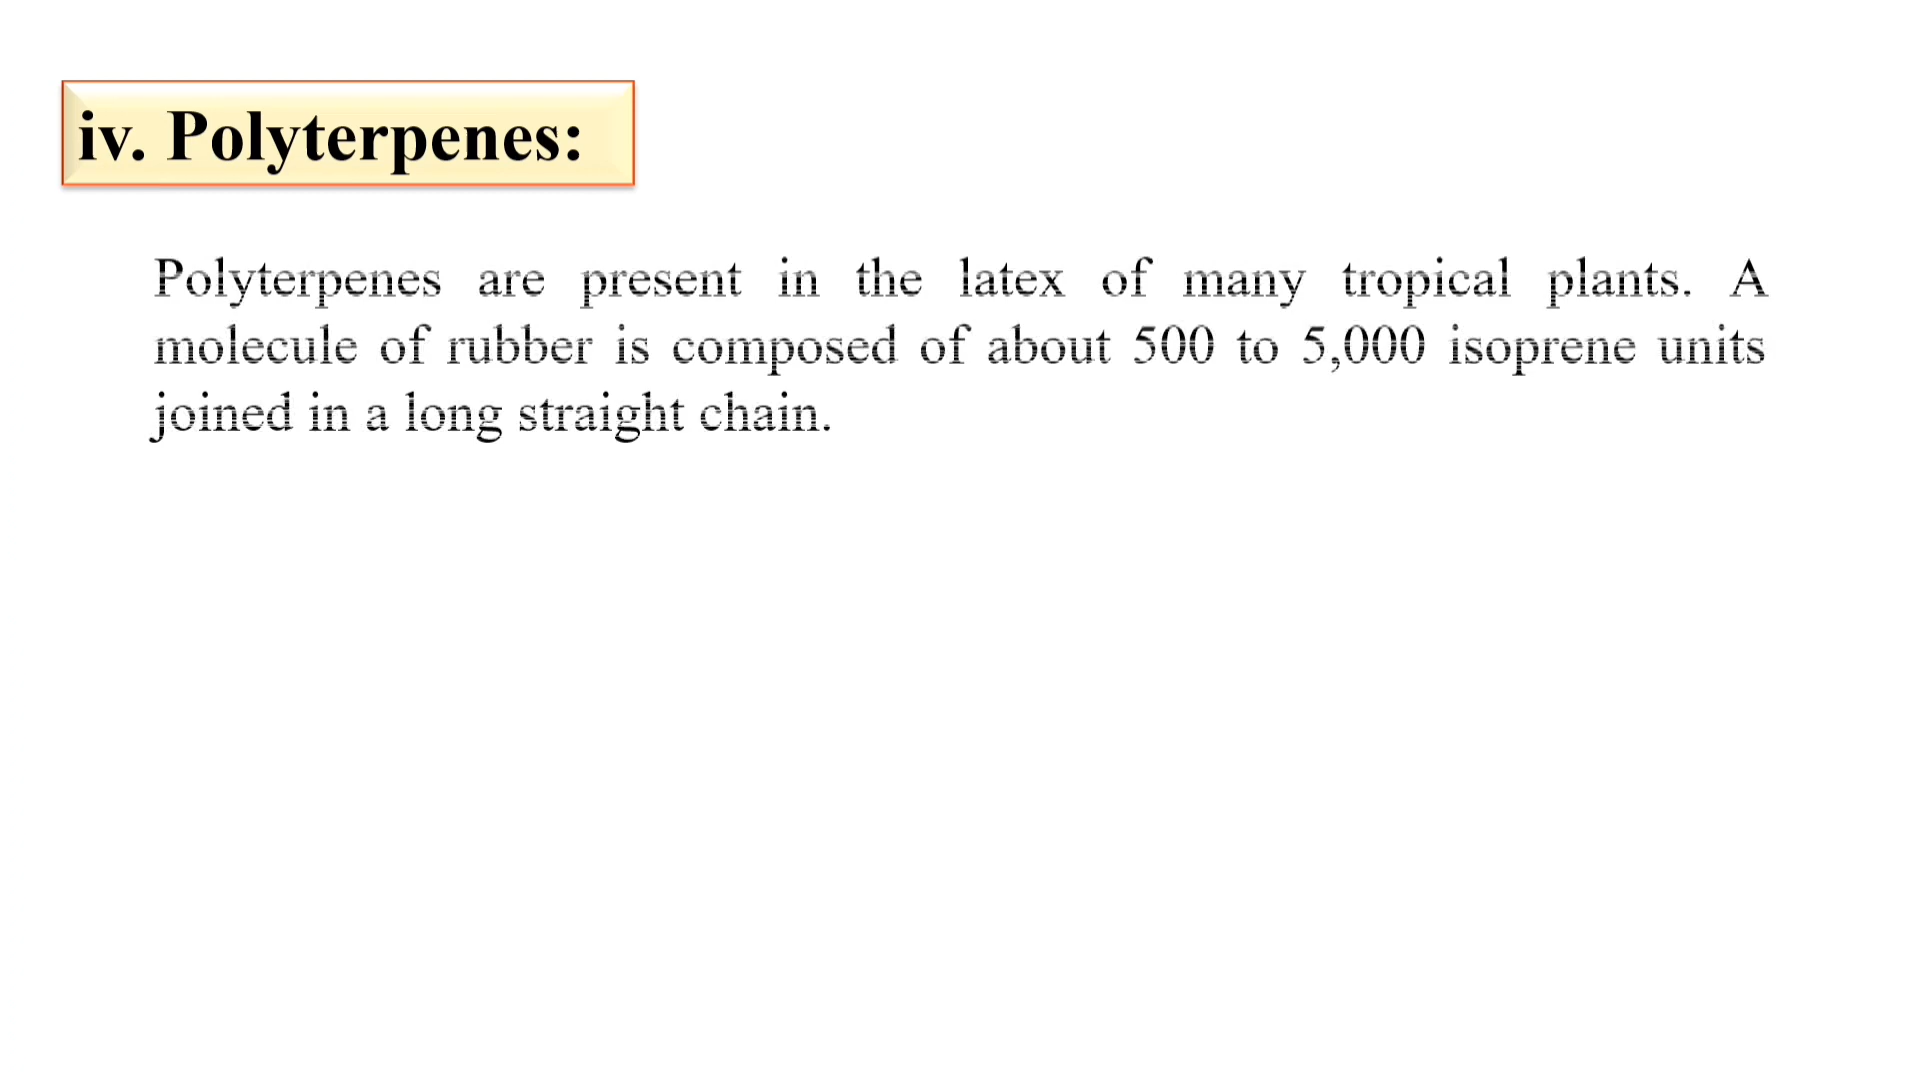 iv. Polyterpenes:
Polyterpenes are present in the latex of many tropical plants. A
molecule of rubber is composed of about 500 to 5,000 isoprene units
joined in a long straight chain.